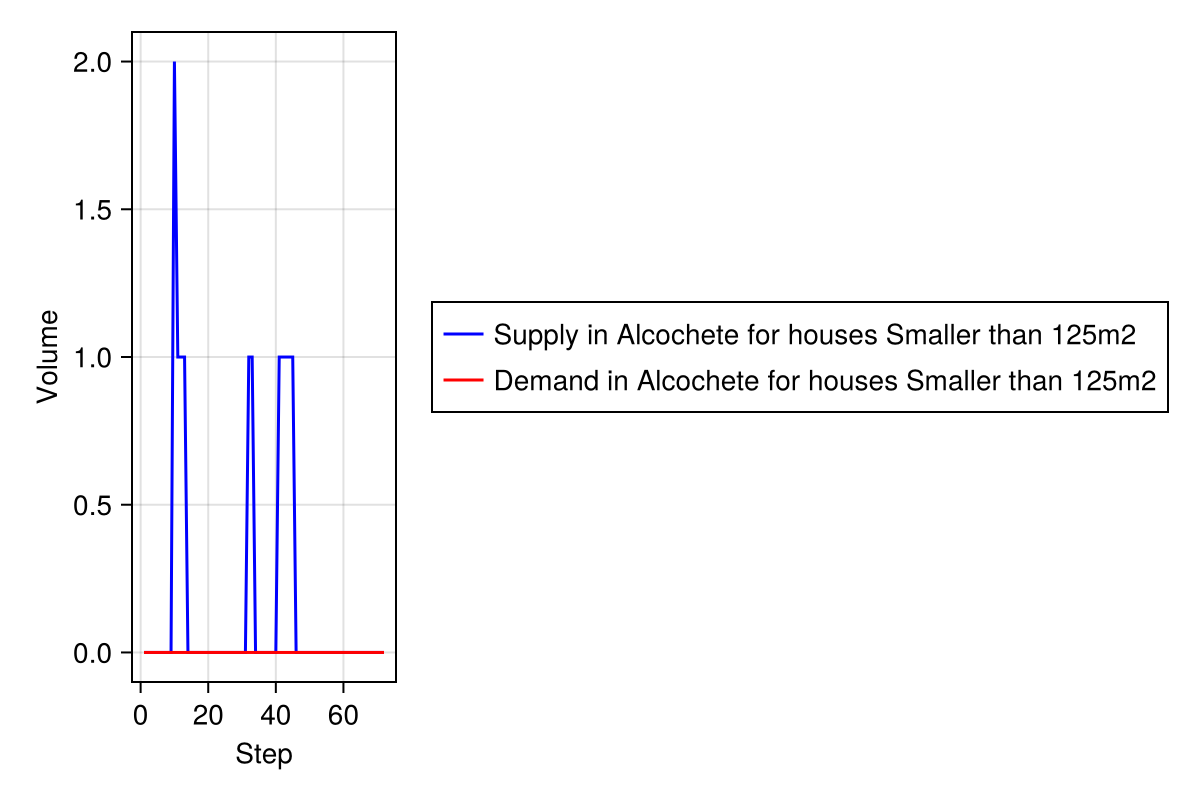 2.0
1.5
1.0
0.5
0.0
Volume
0 20 40 60
Step
Supply in Alcochete for houses Smaller than 125m2
Demand in Alcochete for houses Smaller than 125m2